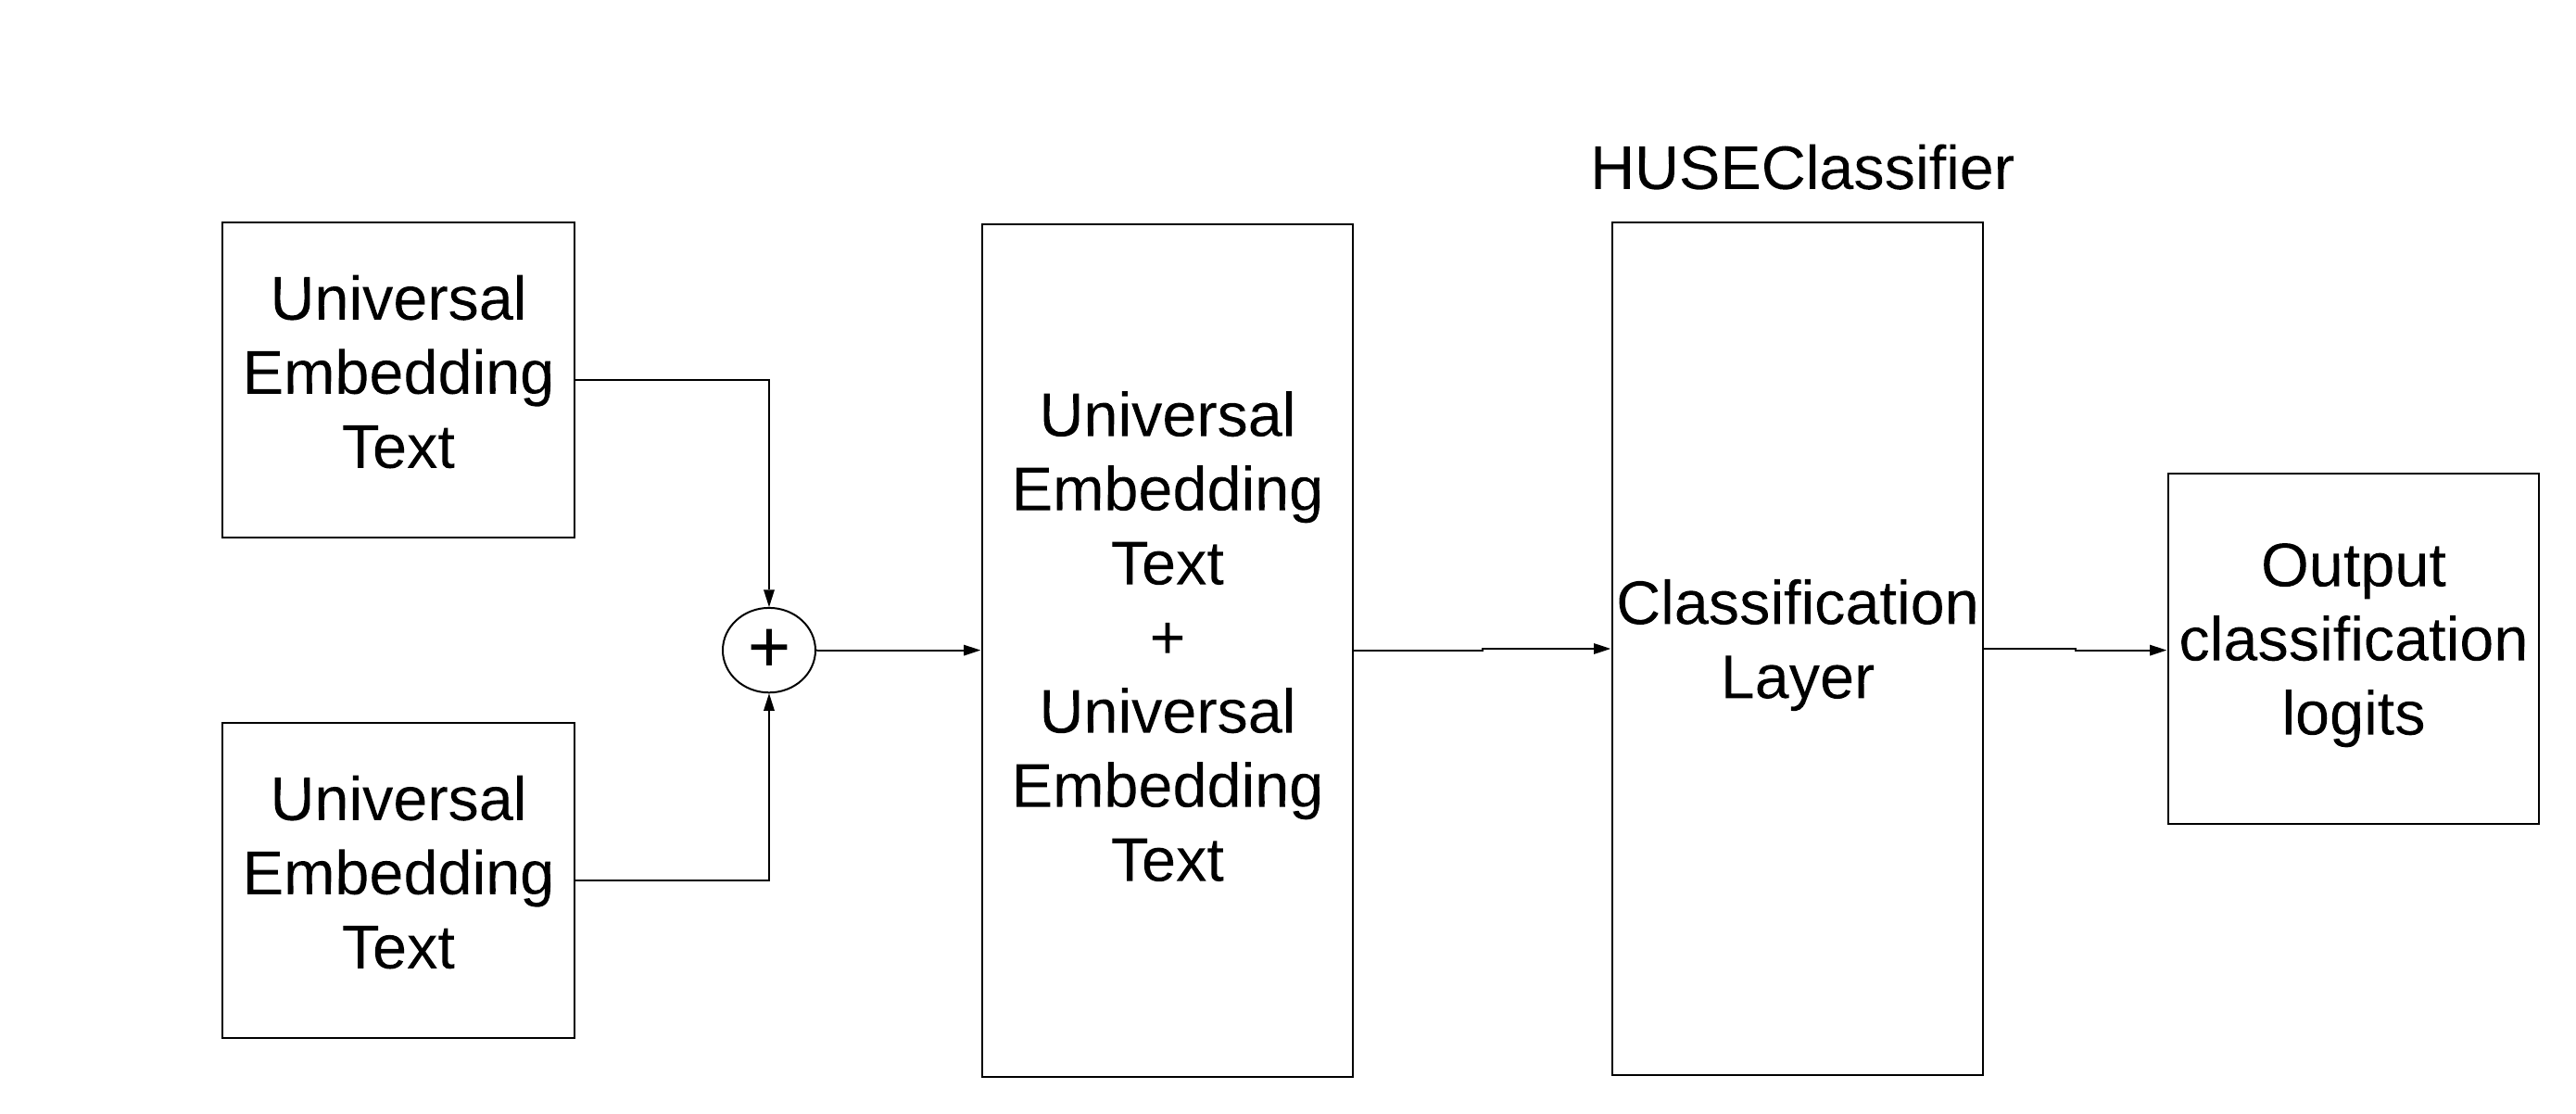 HUSEClassifier
Universal
Embedding
Text
+
Universal
Embedding
Text
Universal
Embedding
Text
+
Universal
Embedding
Text
Classification
Layer
Output
classification
logits